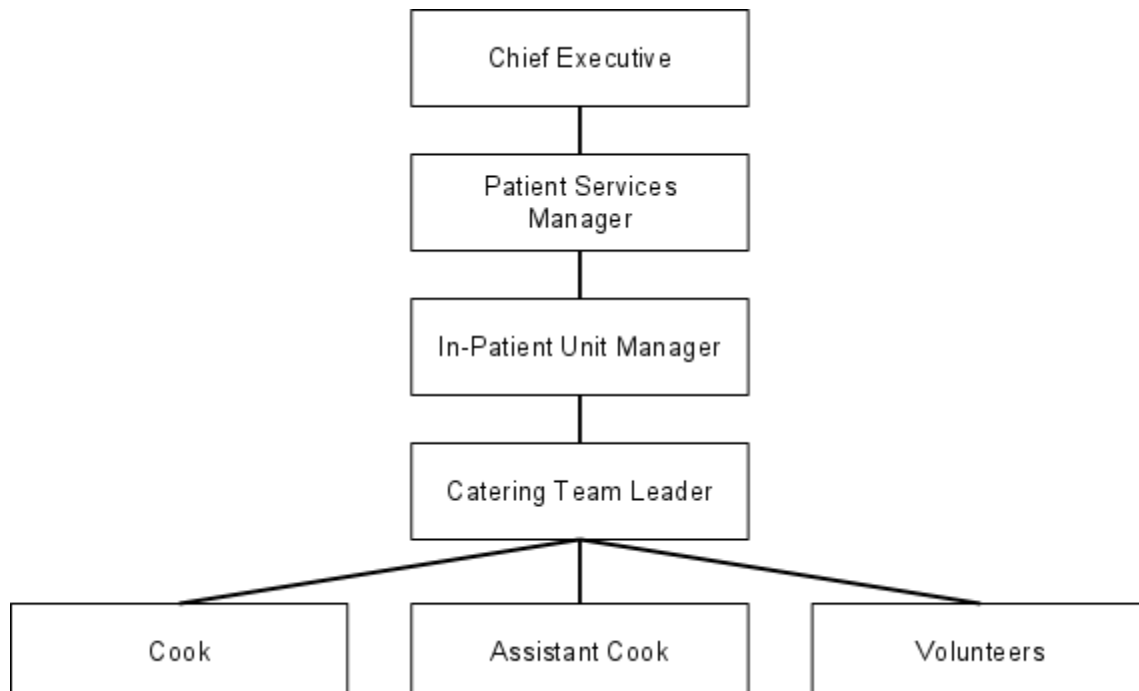 Chief Executive
Patient Services
Manager
In-Patient Unit Manager
Catering Team Leader
Cook
Assistant Cook
Volunteers